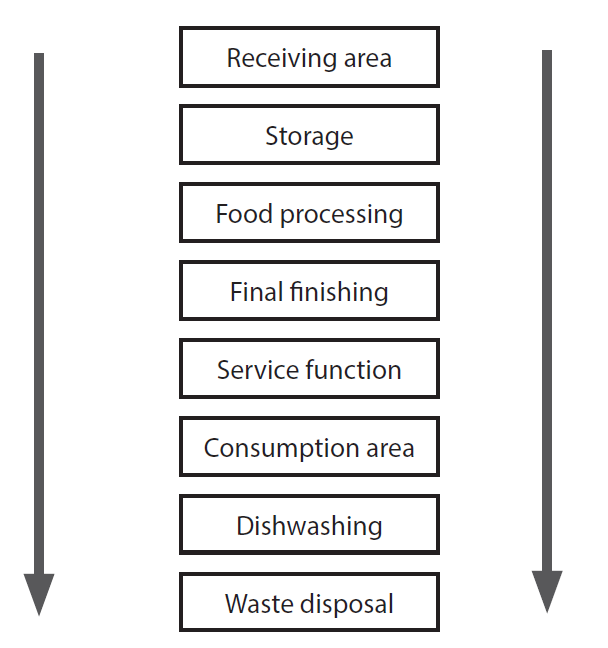 Receiving area
Storage
Food processing
Final finishing
Service function
Consumption area
Dishwashing
Waste disposal